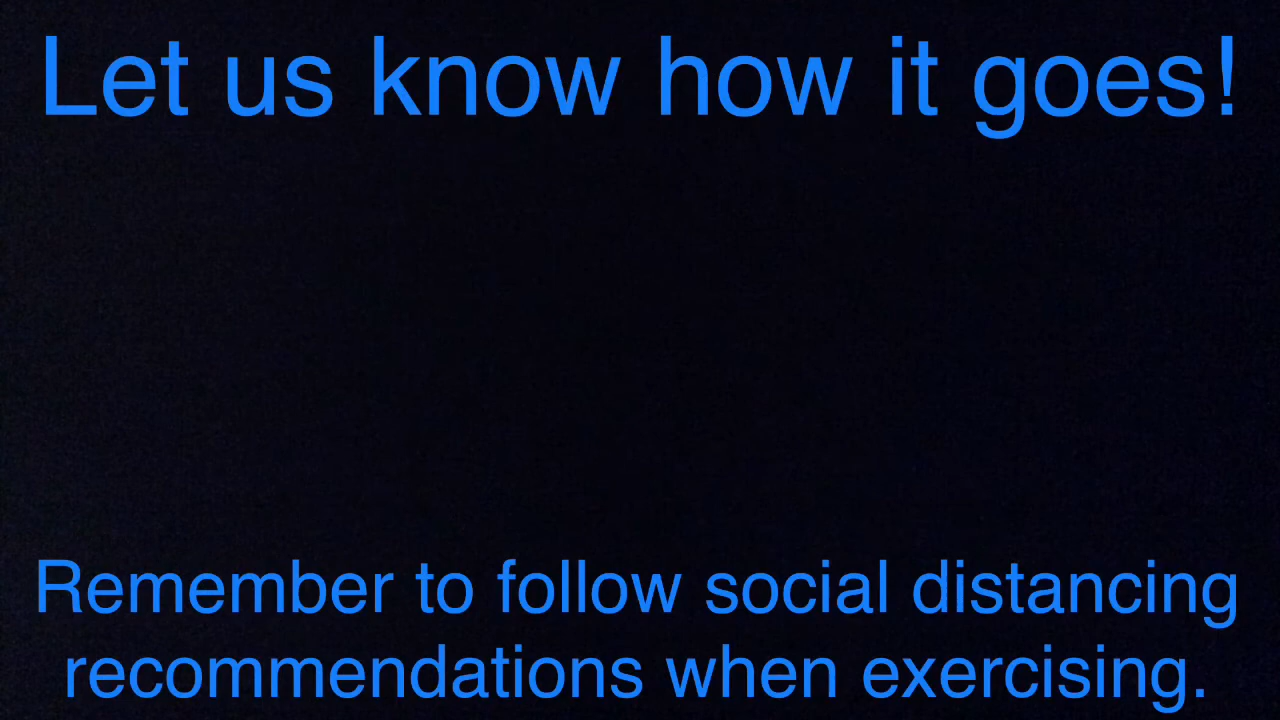 Let us know how it goes!
Remember to follow social distancing
recommendations when exercising.